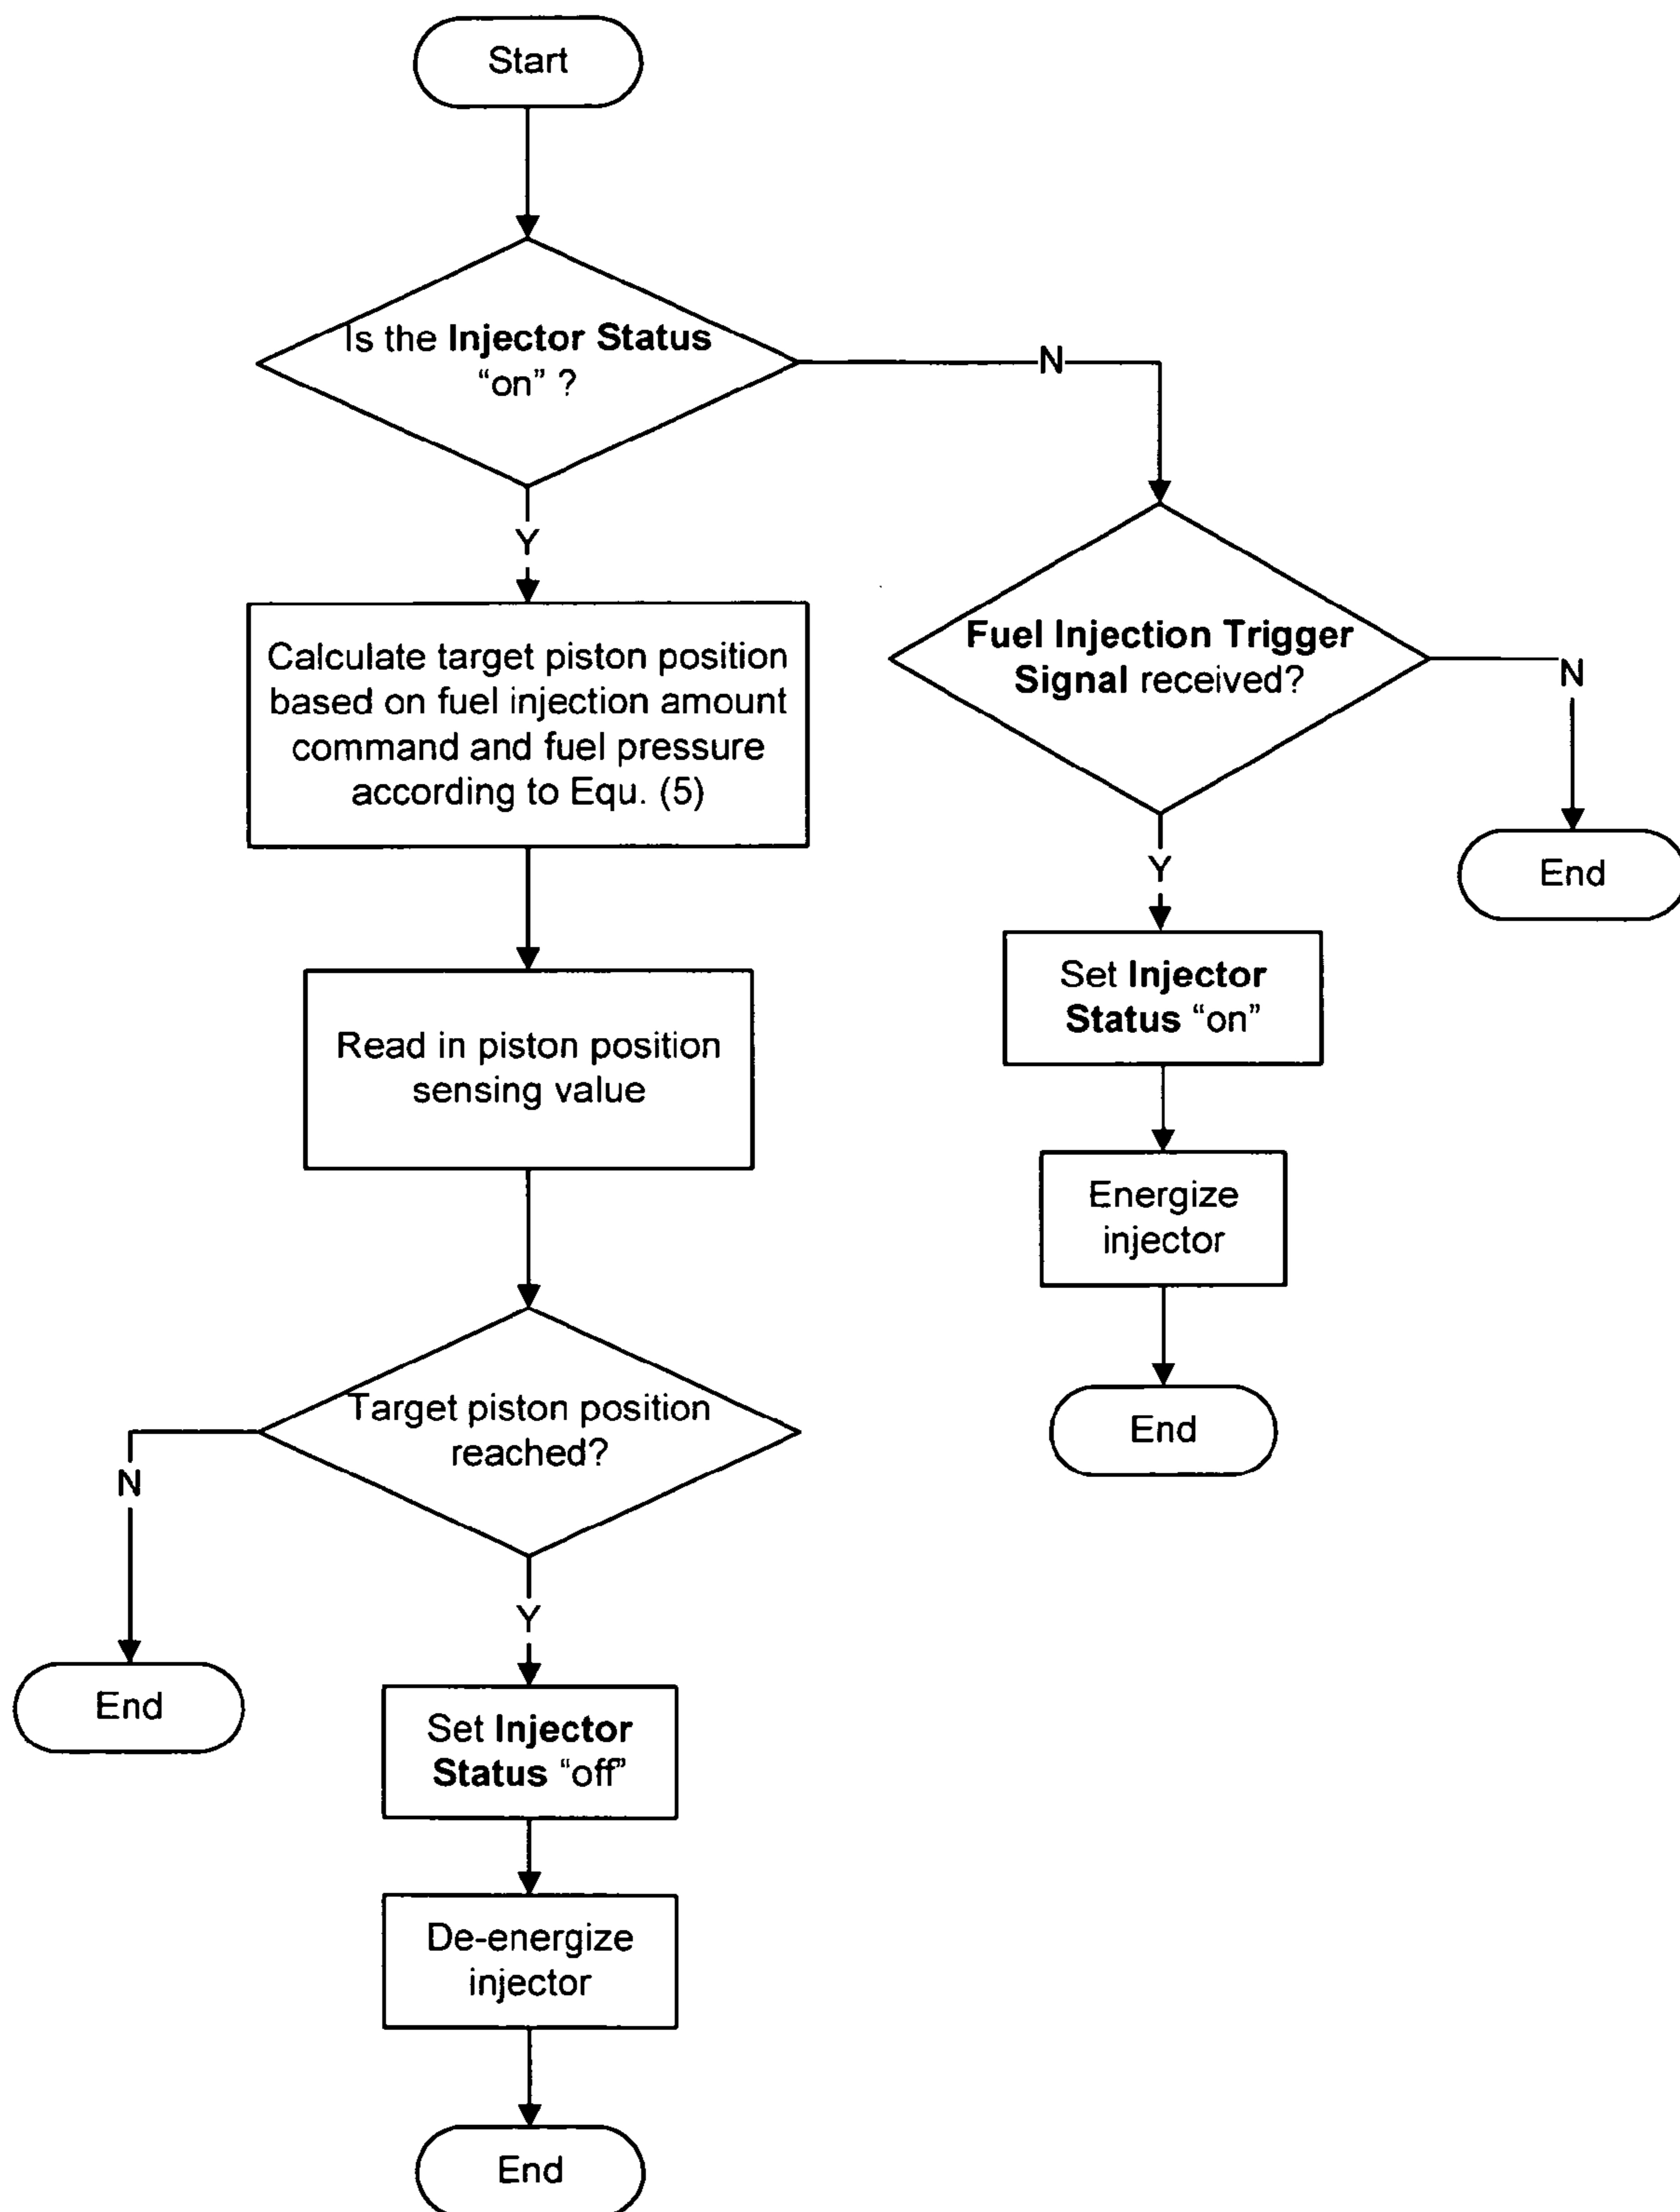 Start
Is the Injector Status
“on” ?
N
Y
Calculate target piston position
based on fuel injection amount
command and fuel pressure
according to Equ. (5)
Fuel Injection Trigger
Signal received?
N
End
Y
Set Injector
Status “on”
Energize
injector
End
Read in piston position
sensing value
Target piston position
reached?
N
End
Y
Set Injector
Status “off”
De-energize
injector
End